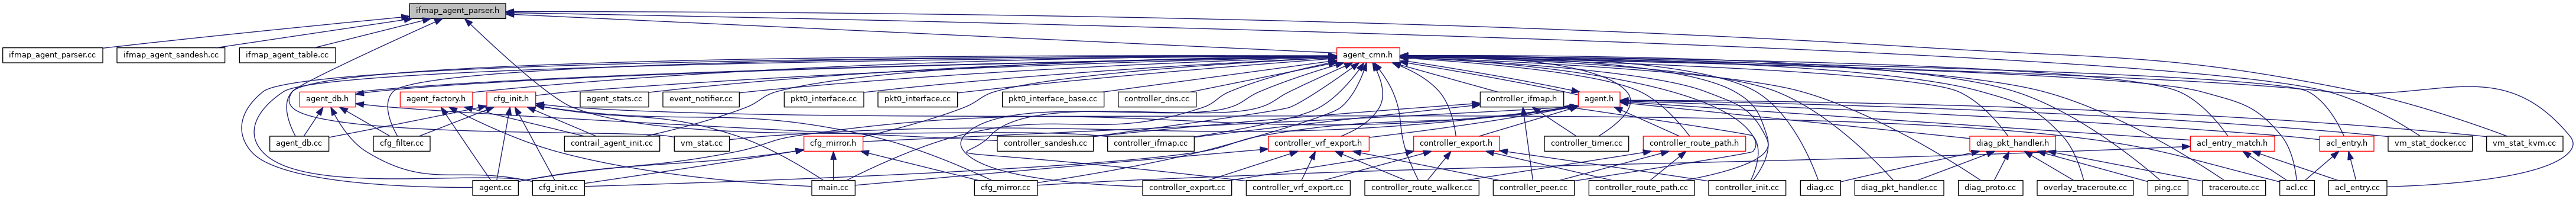 ifmap_agent_parser.h
ifmap_agent_parser.cc
ifmap_agent_sandesh.cc
ifmap_agent_table.cc
agent_cmn.h
agent_db.h
agent_factory.h
cfg_init.h
agent_stats.cc
event_notifier.cc
pkt0_interface.cc
pkt0_interface.cc
pkt0_interface_base.cc
controller_dns.cc
controller_ifmap.h
agent.h
agent_db.cc
cfg_filter.cc
contrail_agent_init.cc
vm_stat.cc
cfg_mirror.h
controller_sandesh.cc
controller_ifmap.cc
controller_vrf_export.h
controller_export.h
controller_timer.cc
controller_route_path.h
diag_pkt_handler.h
acl_entry_match.h
acl_entry.h
vm_stat_docker.cc
vm_stat_kvm.cc
agent.cc
cfg_init.cc
main.cc
cfg_mirror.cc
controller_export.cc
controller_vrf_export.cc
controller_route_walker.cc
controller_peer.cc
controller_route_path.cc
controller_init.cc
diag.cc
diag_pkt_handler.cc
diag_proto.cc
overlay_traceroute.cc
ping.cc
traceroute.cc
acl.cc
acl_entry.cc